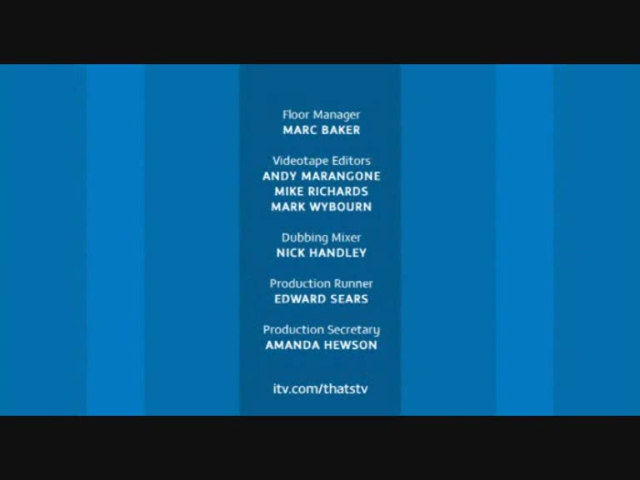 Floor Manager
MARC BAKER
Videotape Editors
ANDY MARANGONE
MIKE RICHARDS
MARK WYBOURN
Dubbing Mixer
NICK HANDLEY
Production Runner
EDWARD SEARS
Production Secretary
AMANDA HEWSON
itv.com/thatstv